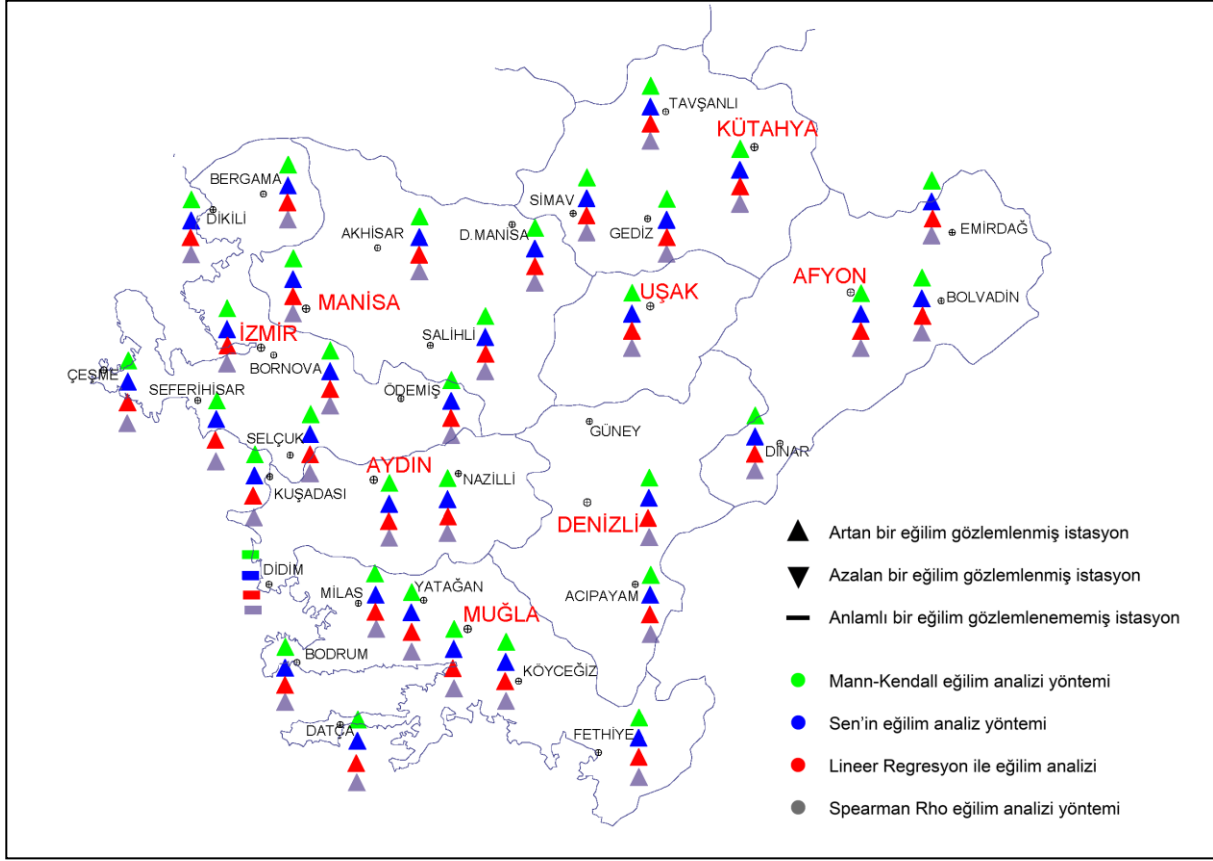 TAVŞANLI
KÜTAHYA
BERGAMA
DİKİLİ
SİMAV
GEDİZ
EMİRDAĞ
AKHİSAR
D.MANİSA
AFYON
BOLVADİN
UŞAK
MANİSA
İZMİR
SALİHLİ
BORNOVA
ÇEŞME
SEFERİHİSAR
ÖDEMİŞ
GÜNEY
SELÇUK
DİNAR
AYDIN
NAZİLLİ
KUŞADASI
DENİZLİ
Artan bir eğilim gözlemlenmiş istasyon
Azalan bir eğilim gözlemlenmiş istasyon
Anlamlı bir eğilim gözlemlenememiş istasyon
DİDİM
MİLAS
YATAĞAN
ACIPAYAM
MUĞLA
BODRUM
KÖYCEĞİZ
DATÇA
FETHİYE
Mann-Kendall eğilim analizi yöntemi
Sen'in eğilim analiz yöntemi
Lineer Regresyon ile eğilim analizi
Spearman Rho eğilim analizi yöntemi